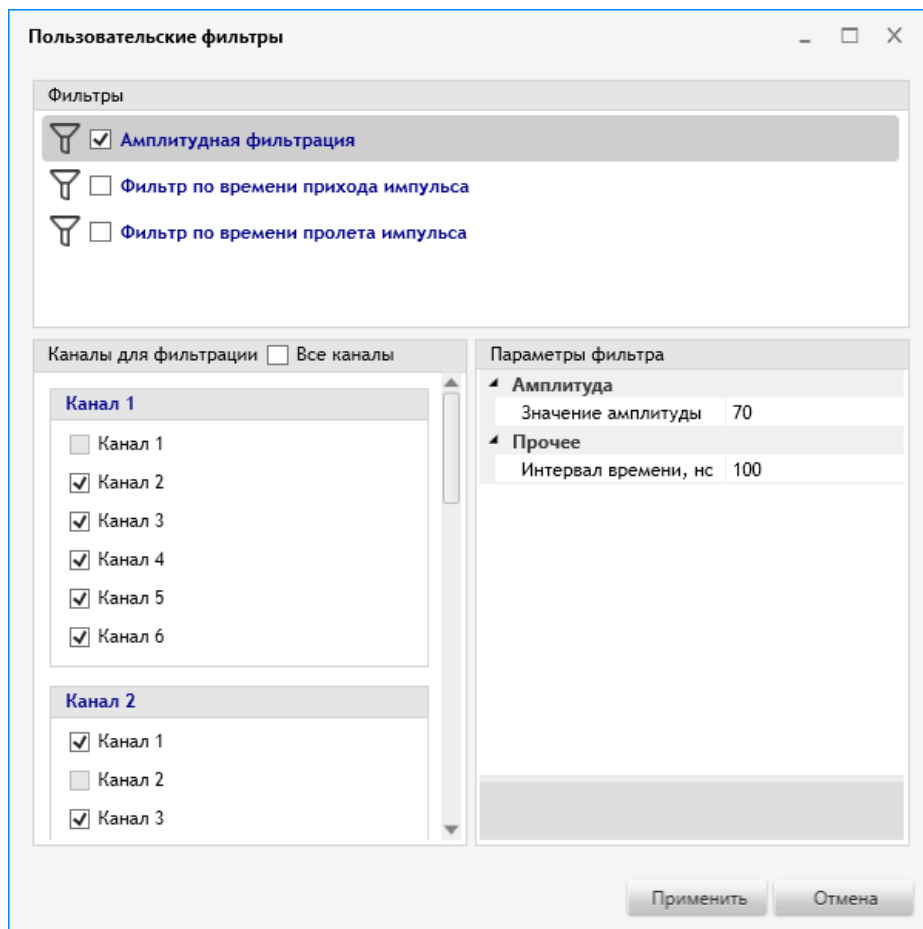 Пользовательские фильтры
Фильтры
Амплитудная фильтрация
Фильтр по времени прихода импульса
Фильтр по времени пролета импульса
Каналы для фильтрации Все каналы
Канал 1
Канал 1
Канал 2
Канал 3
Канал 4
Канал 5
Канал 6
Канал 2
Канал 1
Канал 2
Канал 3
Параметры фильтра
Амплитуда
Значение амплитуды 70
Прочее
Интервал времени, нс 100
Применить Отмена